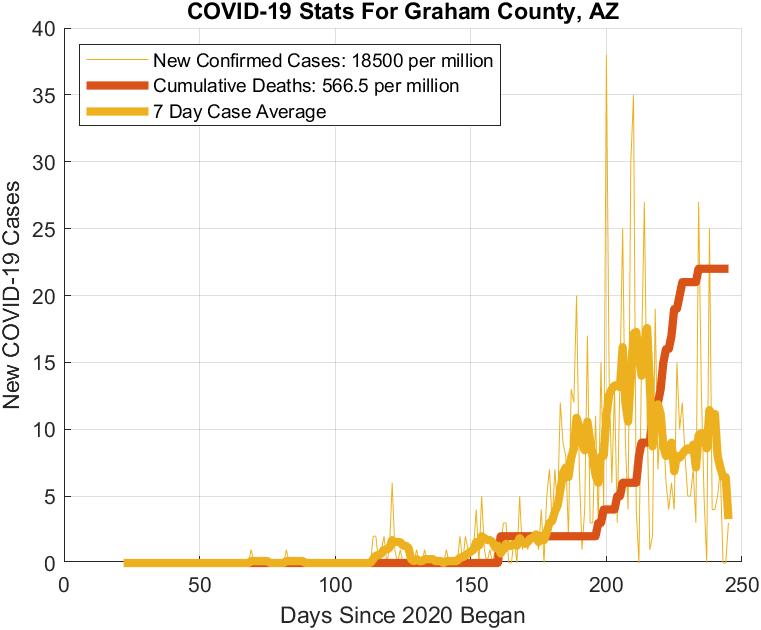 COVID-19 Stats For Graham County, AZ
New Confirmed Cases: 18500 per million
Cumulative Deaths: 566.5 per million
7 Day Case Average
New COVID-19 Cases
40
35
30
25
20
15
10
5
0
0 50 100 150 200 250
Days Since 2020 Began